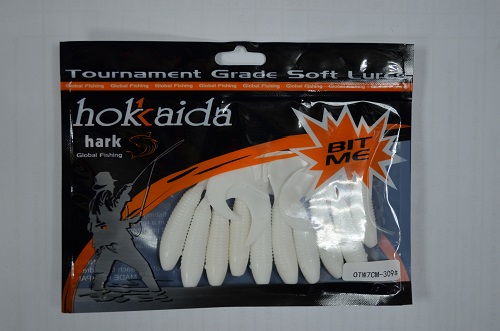 Tournament Grade Soft Lures
Global Fishing Global Fishing Global Fishing Global Fishing Global Fishing Global Fishing
hokkaida
hark
Global Fishing
BIT
ME
OTW7CM-309#